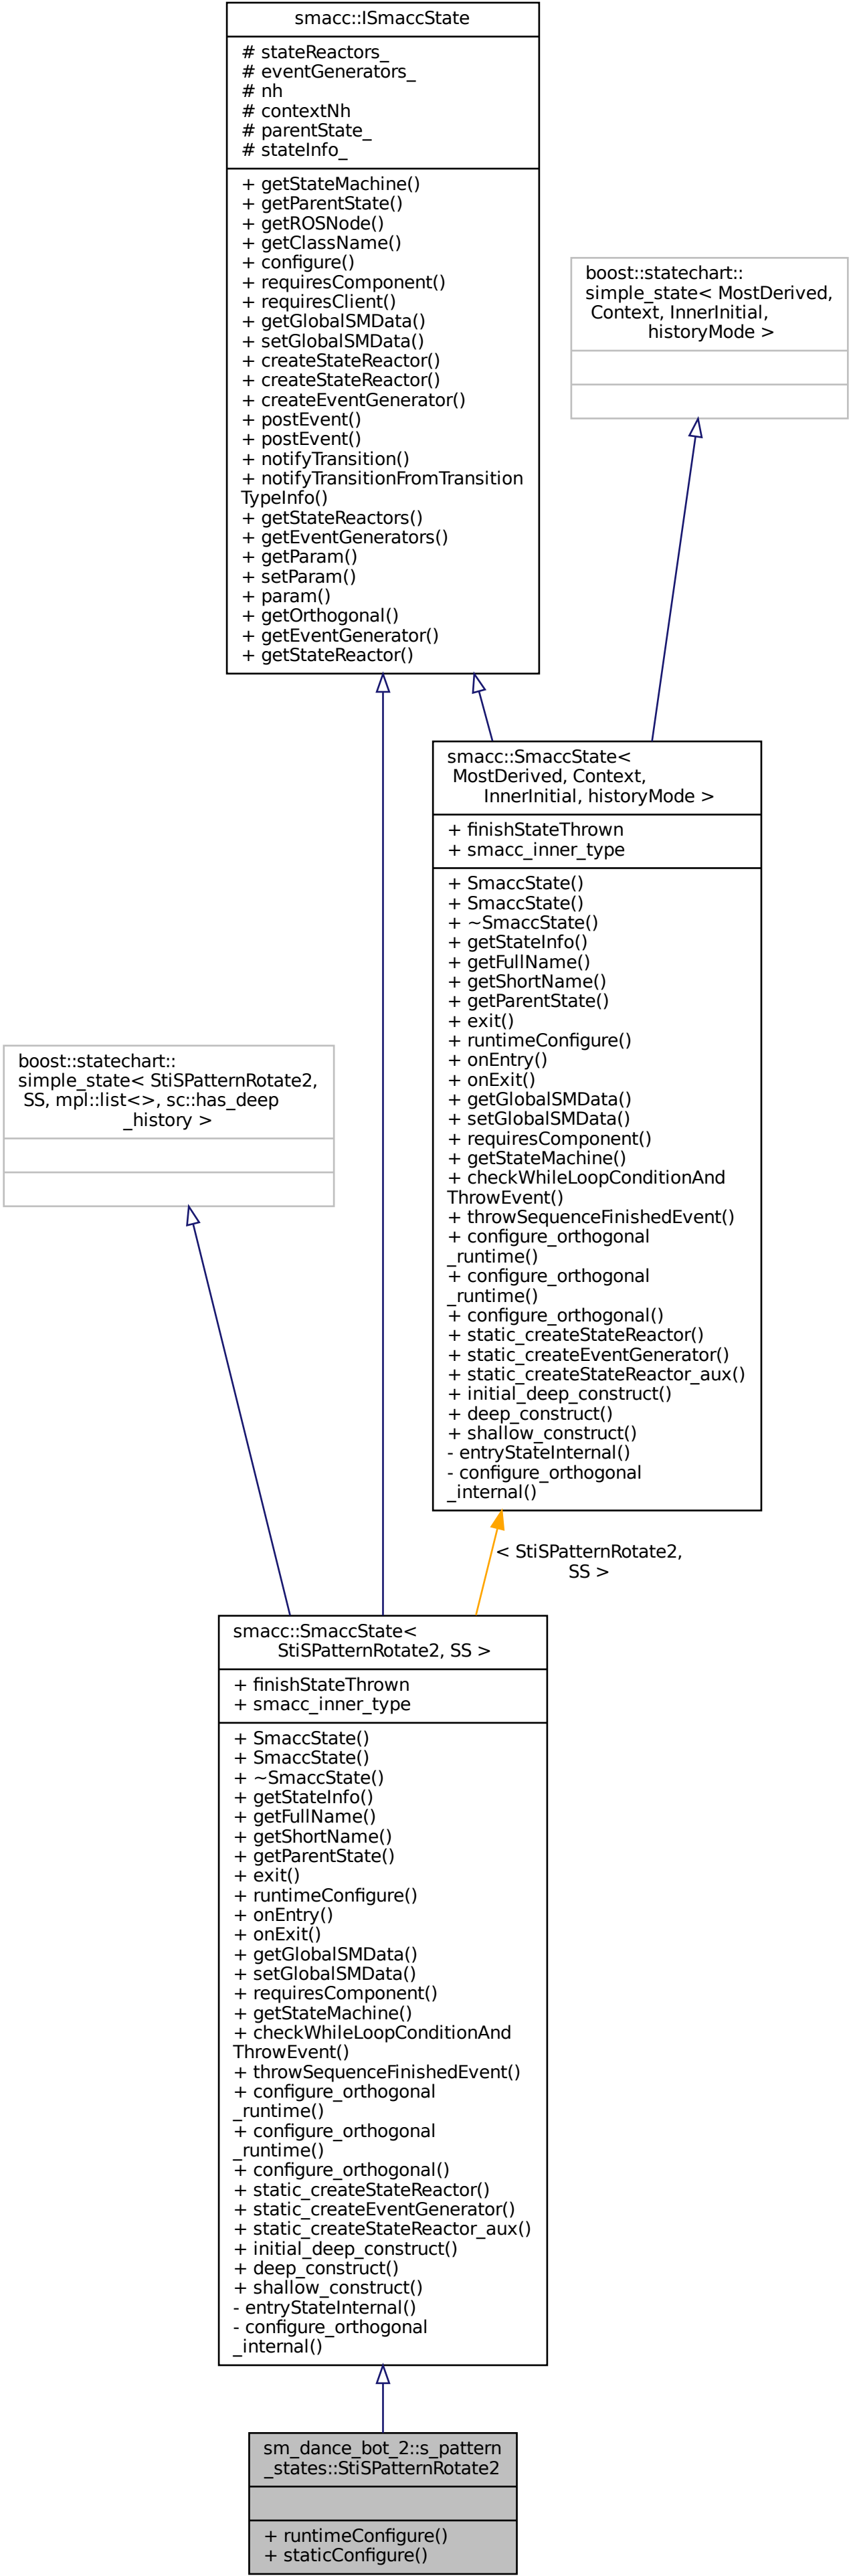 smacc::ISmaccState
# stateReactors_
# eventGenerators_
# nh
# contextNh
# parentState_
# stateInfo_
+ getStateMachine()
+ getParentState()
+ getROSNode()
+ getClassName()
+ configure()
+ requiresComponent()
+ requiresClient()
+ getGlobalSMData()
+ setGlobalSMData()
+ createStateReactor()
+ createStateReactor()
+ createEventGenerator()
+ postEvent()
+ postEvent()
+ notifyTransition()
+ notifyTransitionFromTransition
TypeInfo()
+ getStateReactors()
+ getEventGenerators()
+ getParam()
+ setParam()
+ param()
+ getOrthogonal()
+ getEventGenerator()
+ getStateReactor()
boost::statechart::
simple_state< MostDerived,
Context, InnerInitial,
historyMode >
smacc::SmaccState<
MostDerived, Context,
InnerInitial, historyMode >
+ finishStateThrown
+ smacc_inner_type
+ SmaccState()
+ SmaccState()
+ ~SmaccState()
+ getStateInfo()
+ getFullName()
+ getShortName()
+ getParentState()
+ exit()
+ runtimeConfigure()
+ onEntry()
+ onExit()
+ getGlobalSMData()
+ setGlobalSMData()
+ requiresComponent()
+ getStateMachine()
+ checkWhileLoopConditionAnd
ThrowEvent()
+ throwSequenceFinishedEvent()
+ configure_orthogonal
_runtime()
+ configure_orthogonal
_runtime()
+ configure_orthogonal()
+ static_createStateReactor()
+ static_createEventGenerator()
+ static_createStateReactor_aux()
+ initial_deep_construct()
+ deep_construct()
+ shallow_construct()
- entryStateInternal()
- configure_orthogonal
_internal()
boost::statechart::
simple_state< StiSPatternRotate2,
SS, mpl::list<>, sc::has_deep
_history >
< StiSPatternRotate2,
SS >
smacc::SmaccState<
StiSPatternRotate2, SS >
+ finishStateThrown
+ smacc_inner_type
+ SmaccState()
+ SmaccState()
+ ~SmaccState()
+ getStateInfo()
+ getFullName()
+ getShortName()
+ getParentState()
+ exit()
+ runtimeConfigure()
+ onEntry()
+ onExit()
+ getGlobalSMData()
+ setGlobalSMData()
+ requiresComponent()
+ getStateMachine()
+ checkWhileLoopConditionAnd
ThrowEvent()
+ throwSequenceFinishedEvent()
+ configure_orthogonal
_runtime()
+ configure_orthogonal
_runtime()
+ configure_orthogonal()
+ static_createStateReactor()
+ static_createEventGenerator()
+ static_createStateReactor_aux()
+ initial_deep_construct()
+ deep_construct()
+ shallow_construct()
- entryStateInternal()
- configure_orthogonal
_internal()
sm_dance_bot_2::s_pattern
_states::StiSPatternRotate2
+ runtimeConfigure()
+ staticConfigure()